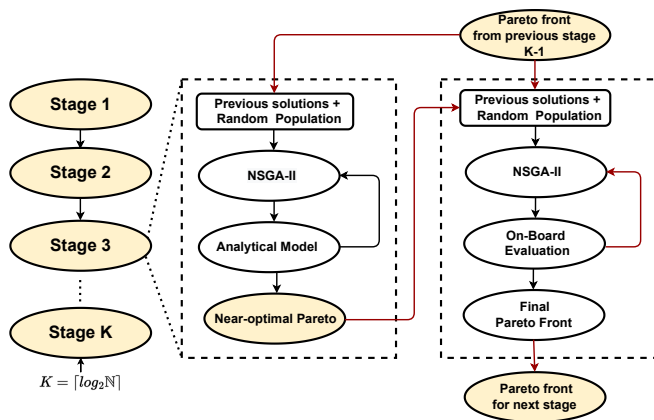 Pareto front
from previous stage
K-1
Stage 1
Stage 2
Stage 3
Stage K
K = ⌈log₂ℕ⌉
Previous solutions +
Random Population
NSGA-II
Analytical Model
Near-optimal Pareto
Previous solutions +
Random Population
NSGA-II
On-Board
Evaluation
Final
Pareto Front
Pareto front
for next stage